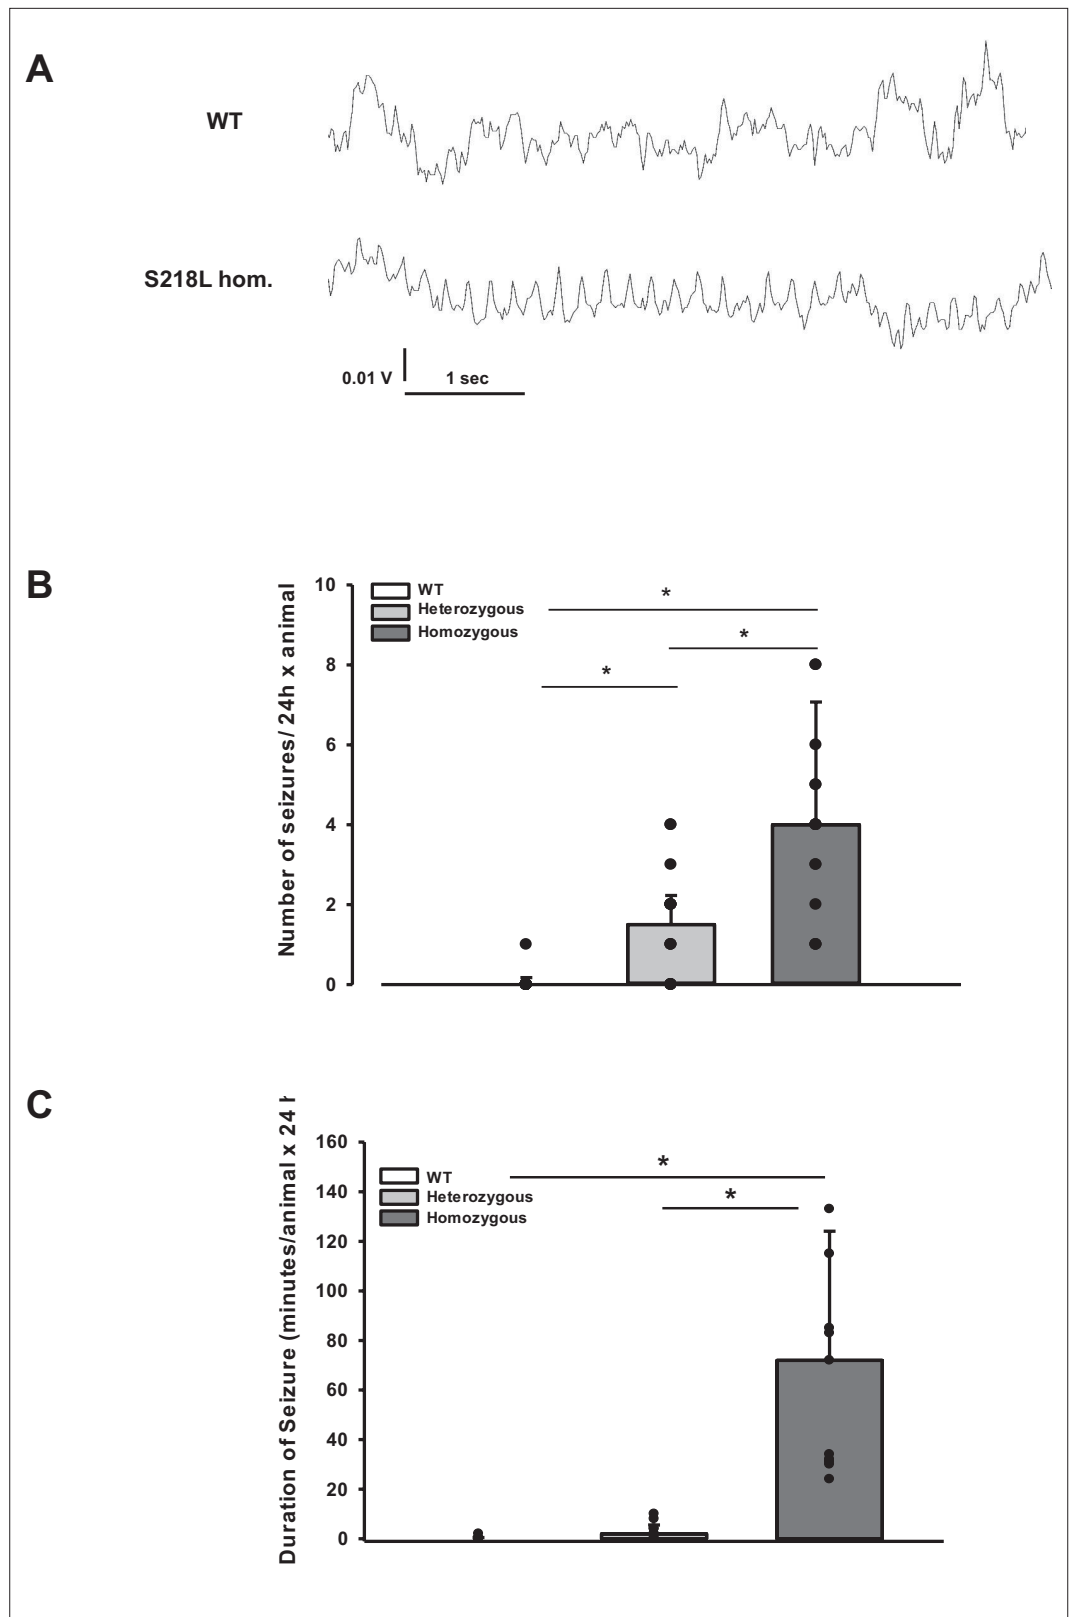 A
WT
S218L hom.
0.01 V
1 sec
B
Number of seizures/ 24h x animal
10
8
6
4
2
0
WT
Heterozygous
Homozygous
*
*
*
C
Duration of Seizure (minutes/animal x 24
160
140
120
100
80
60
40
20
0
WT
Heterozygous
Homozygous
*
*